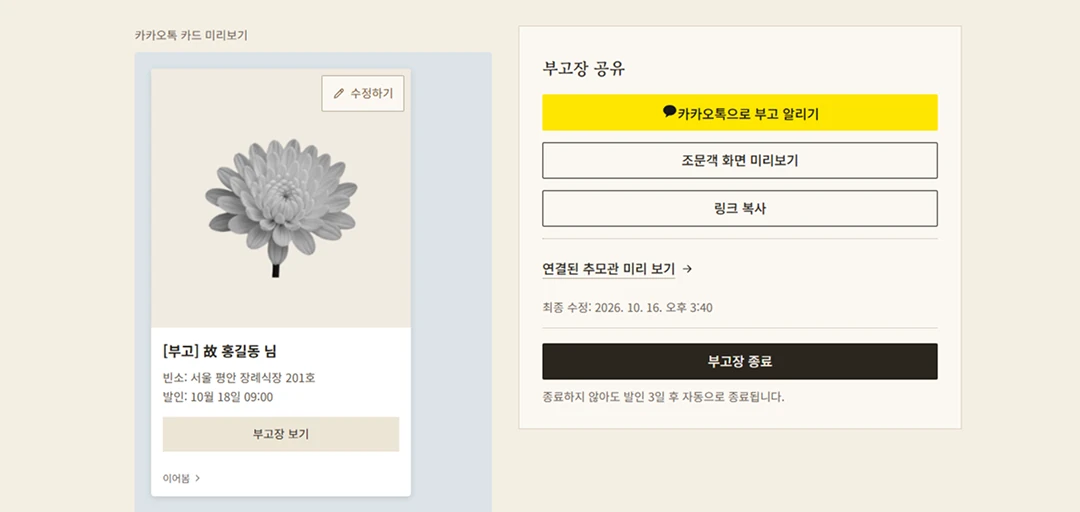 카카오톡 카드 미리보기
수정하기
[부고] 故 홍길동 님
빈소: 서울 평안 장례식장 201호
발인: 10월 18일 09:00
부고장 보기
이어봄
부고장 공유
카카오톡으로 부고 알리기
조문객 화면 미리보기
링크 복사
연결된 추모관 미리 보기 →
최종 수정: 2026. 10. 16. 오후 3:40
부고장 종료
종료하지 않아도 발인 3일 후 자동으로 종료됩니다.